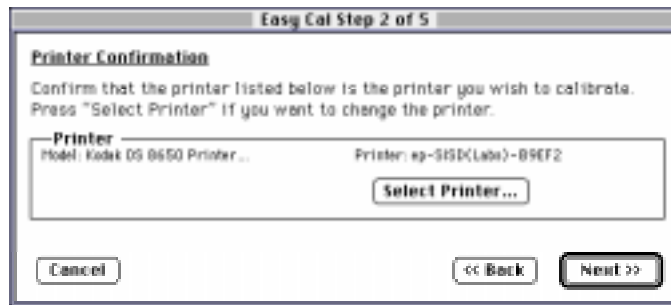 Easy Cal Step 2 of 5
Printer Confirmation
Confirm that the printer listed below is the printer you wish to calibrate.
Press "Select Printer" if you want to change the printer.
Printer
Model: Kodak DS 8650 Printer... Printer: ep-SISD(Labs)-B9EF2
Select Printer...
Cancel << Back Next >>